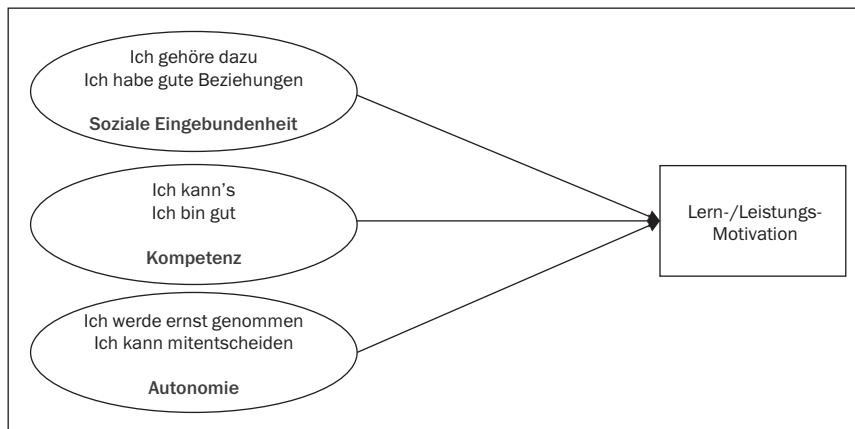 Ich gehöre dazu
Ich habe gute Beziehungen
Soziale Eingebundenheit
Ich kann's
Ich bin gut
Kompetenz
Ich werde ernst genommen
Ich kann mitentscheiden
Autonomie
Lern-/Leistungs-
Motivation